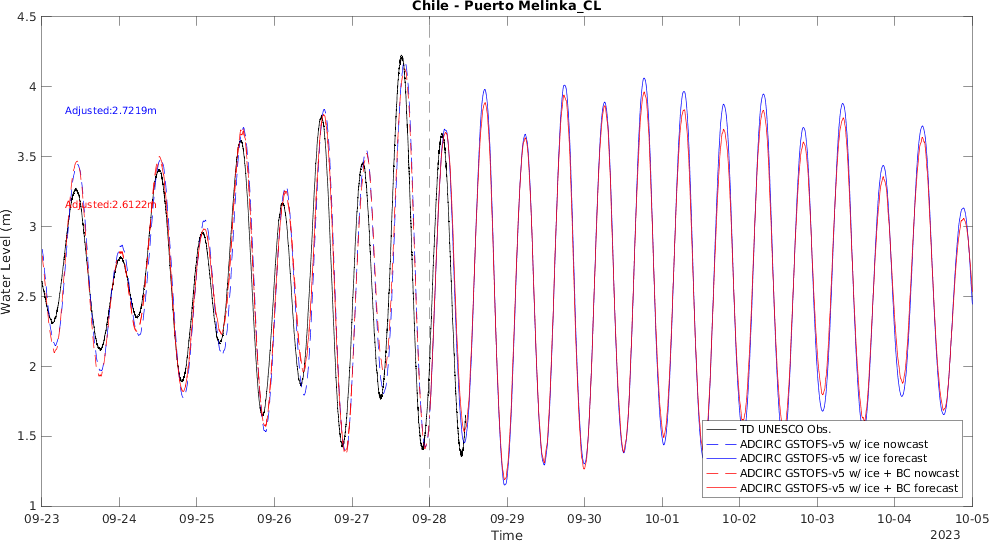 Chile - Puerto Melinka_CL
4.5
4
3.5
3
2.5
2
1.5
1
Water Level (m)
Adjusted:2.7219m
Adjusted:2.6122m
TD UNESCO Obs.
ADCIRC GSTOFS-v5 w/ ice nowcast
ADCIRC GSTOFS-v5 w/ ice forecast
ADCIRC GSTOFS-v5 w/ ice + BC nowcast
ADCIRC GSTOFS-v5 w/ ice + BC forecast
09-23 09-24 09-25 09-26 09-27 09-28 09-29 09-30 10-01 10-02 10-03 10-04 10-05
Time
2023